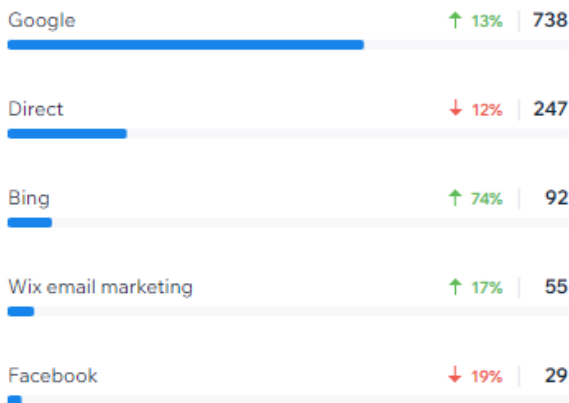 Google ↑ 13% 738
Direct ↓ 12% 247
Bing ↑ 74% 92
Wix email marketing ↑ 17% 55
Facebook ↓ 19% 29